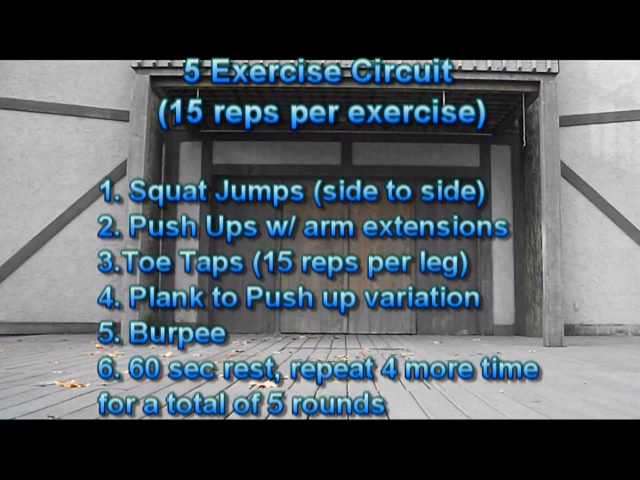 5 Exercise Circuit
(15 reps per exercise)
1. Squat Jumps (side to side)
2. Push Ups w/ arm extensions
3.Toe Taps (15 reps per leg)
4. Plank to Push up variation
5. Burpee
6. 60 sec rest, repeat 4 more time
for a total of 5 rounds